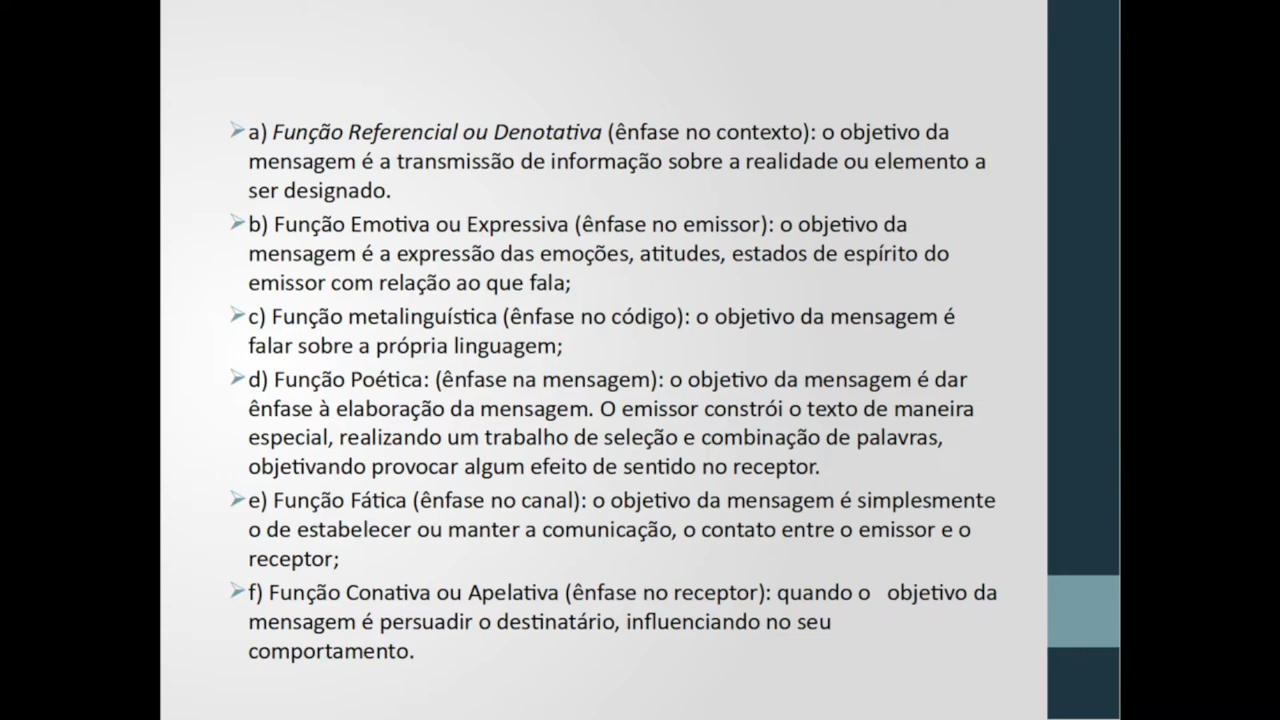 a) Função Referencial ou Denotativa (ênfase no contexto): o objetivo da
mensagem é a transmissão de informação sobre a realidade ou elemento a
ser designado.
b) Função Emotiva ou Expressiva (ênfase no emissor): o objetivo da
mensagem é a expressão das emoções, atitudes, estados de espírito do
emissor com relação ao que fala;
c) Função metalinguística (ênfase no código): o objetivo da mensagem é
falar sobre a própria linguagem;
d) Função Poética: (ênfase na mensagem): o objetivo da mensagem é dar
ênfase à elaboração da mensagem. O emissor constrói o texto de maneira
especial, realizando um trabalho de seleção e combinação de palavras,
objetivando provocar algum efeito de sentido no receptor.
e) Função Fática (ênfase no canal): o objetivo da mensagem é simplesmente
o de estabelecer ou manter a comunicação, o contato entre o emissor e o
receptor;
f) Função Conativa ou Apelativa (ênfase no receptor): quando o objetivo da
mensagem é persuadir o destinatário, influenciando no seu
comportamento.